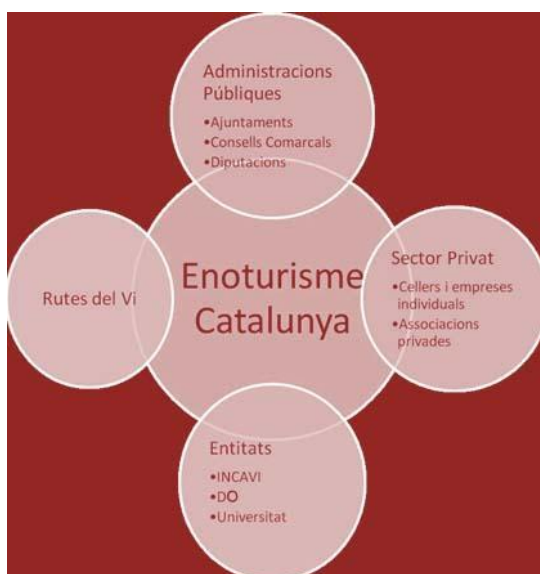 Administracions
Públiques
•Ajuntaments
•Consells Comarcals
•Diputacions
Rutes del Vi
Enoturisme
Catalunya
Sector Privat
•Cellers i empreses
individuals
•Associacions
privades
Entitats
•INCAVI
•DO
•Universitat